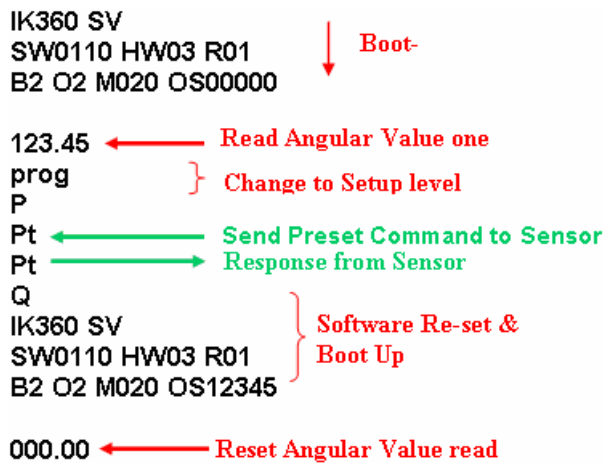 IK360 SV
SW0110 HW03 R01
Boot-
B2 O2 M020 OS00000
123.45 Read Angular Value one
prog
Change to Setup level
P
Pt Send Preset Command to Sensor
Pt Response from Sensor
Q
IK360 SV
Software Re-set &
SW0110 HW03 R01
Boot Up
B2 O2 M020 OS12345
000.00 Reset Angular Value read